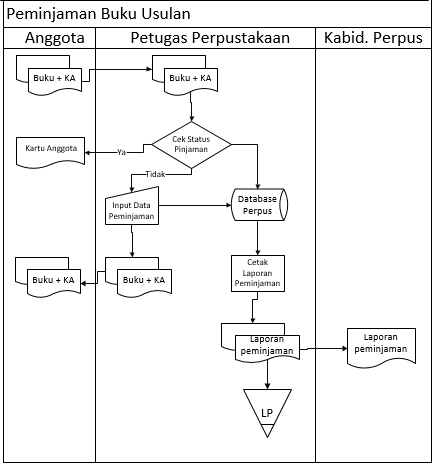 Peminjaman Buku Usulan
Anggota
Petugas Perpustakaan
Kabid. Perpus
Buku + KA
Buku + KA
Cek Status
Pinjaman
Ya
Kartu Anggota
Tidak
Input Data
Peminjaman
Database
Perpus
Cetak
Laporan
Peminjaman
Buku + KA
Buku + KA
Laporan
peminjaman
Laporan
peminjaman
LP